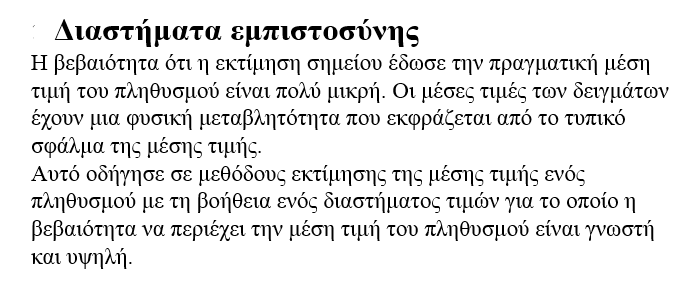 Διαστήματα εμπιστοσύνης
Η βεβαιότητα ότι η εκτίμηση σημείου έδωσε την πραγματική μέση
τιμή του πληθυσμού είναι πολύ μικρή. Οι μέσες τιμές των δειγμάτων
έχουν μια φυσική μεταβλητότητα που εκφράζεται από το τυπικό
σφάλμα της μέσης τιμής.
Αυτό οδήγησε σε μεθόδους εκτίμησης της μέσης τιμής ενός
πληθυσμού με τη βοήθεια ενός διαστήματος τιμών για το οποίο η
βεβαιότητα να περιέχει την μέση τιμή του πληθυσμού είναι γνωστή
και υψηλή.